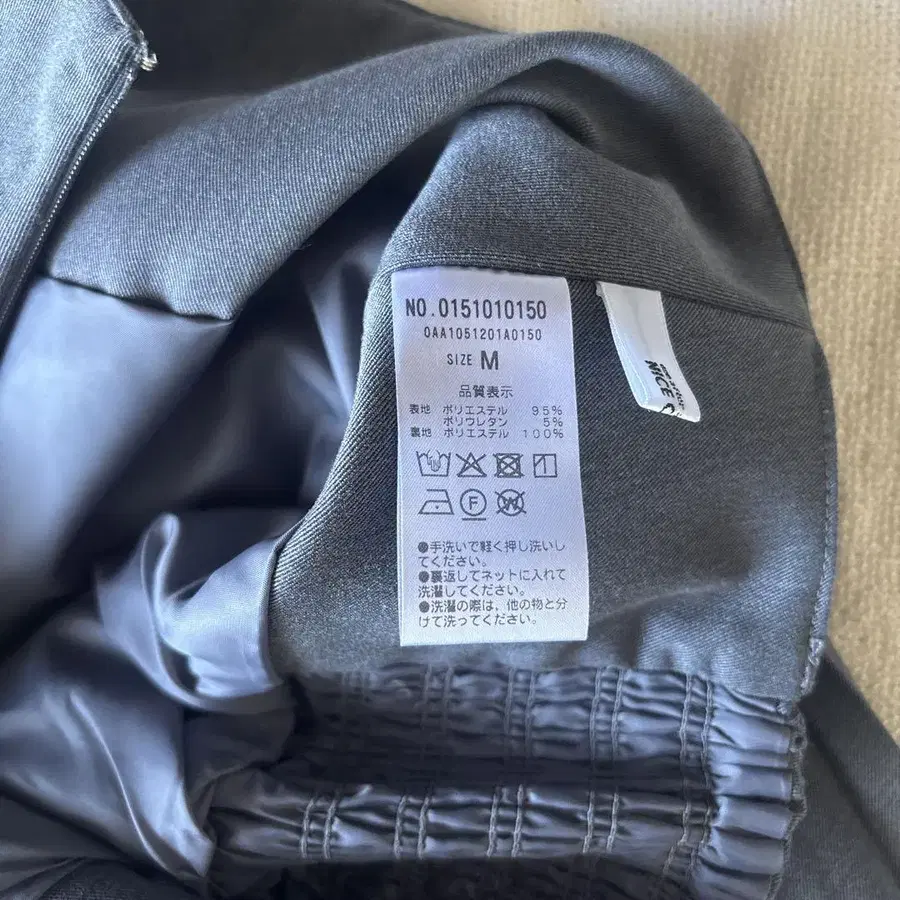 NO.0151010150
0AA1051201A0150
SIZE M
品質表示
表地 ポリエステル 95%
ポリウレタン 5%
裏地 ポリエステル 100%
F
W
●手洗いで軽く押し洗いし
てください。
●裏返してネットに入れて
洗濯してください。
●洗濯の際は、他の物と分
けて洗ってください。
NICE